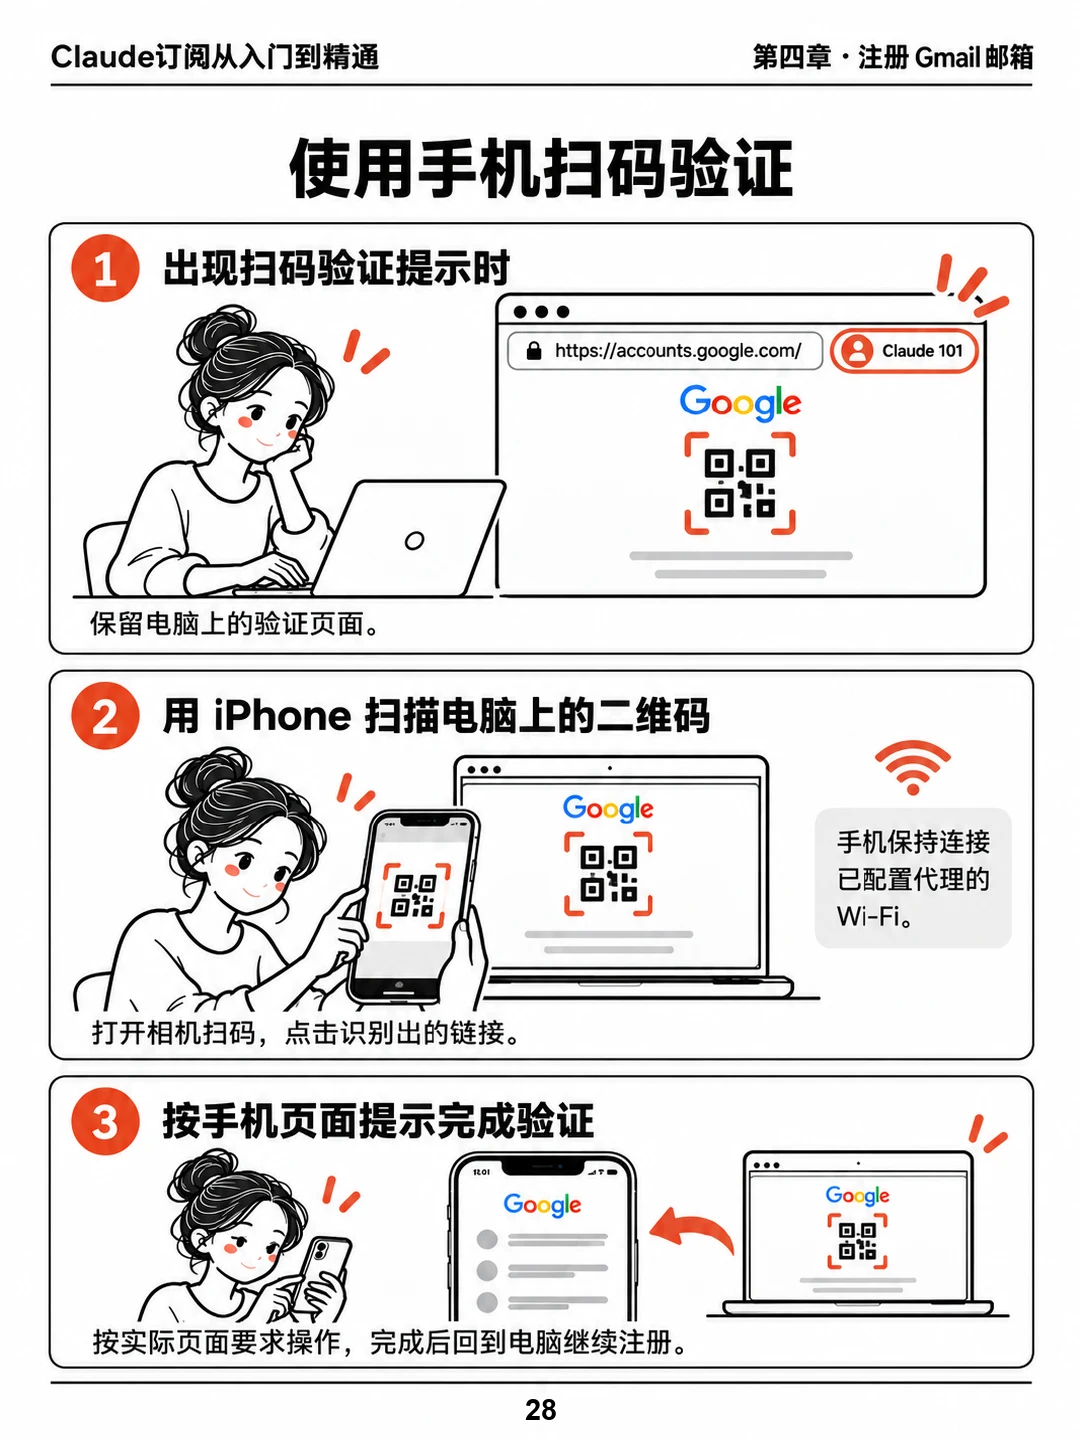 Claude订阅从入门到精通
第四章 · 注册 Gmail 邮箱
使用手机扫码验证
1 出现扫码验证提示时
https://accounts.google.com/
Claude 101
Google
保留电脑上的验证页面。
2 用 iPhone 扫描电脑上的二维码
Google
手机保持连接
已配置代理的
Wi-Fi。
打开相机扫码，点击识别出的链接。
3 按手机页面提示完成验证
Google
Google
按实际页面要求操作，完成后回到电脑继续注册。
28